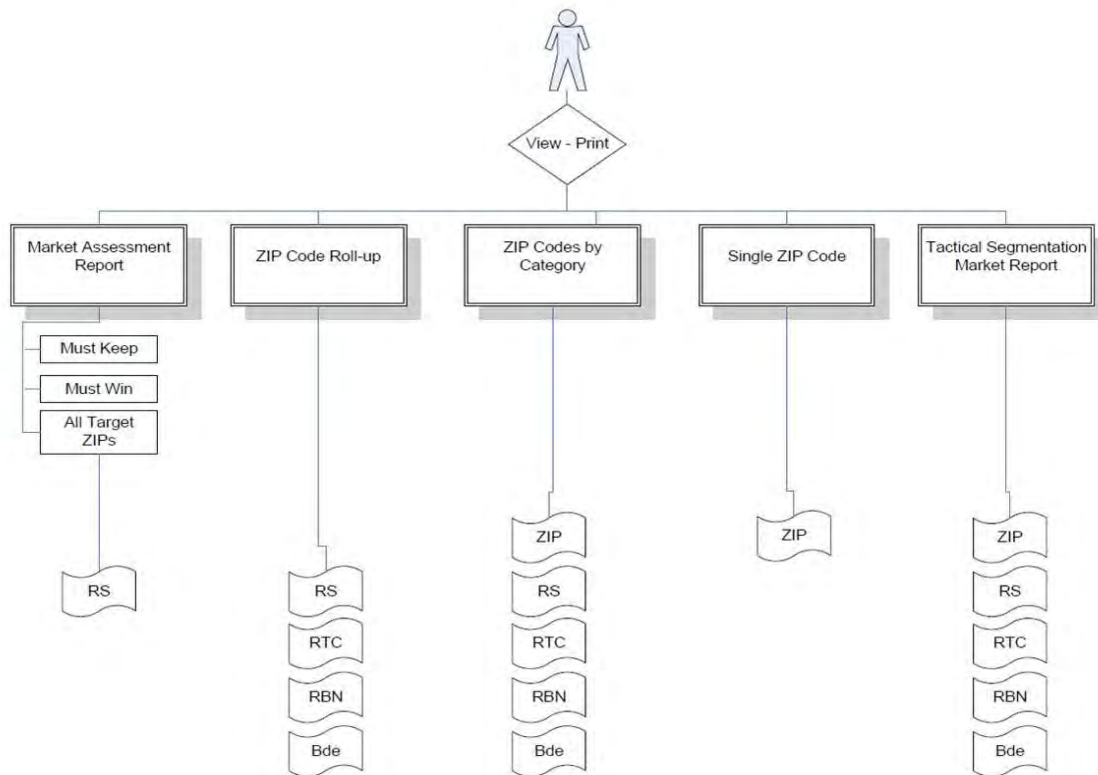 View - Print
Market Assessment
Report
ZIP Code Roll-up
ZIP Codes by
Category
Single ZIP Code
Tactical Segmentation
Market Report
Must Keep
Must Win
All Target
ZIPs
RS
RS
RTC
RBN
Bde
ZIP
RS
RTC
RBN
Bde
ZIP
ZIP
RS
RTC
RBN
Bde